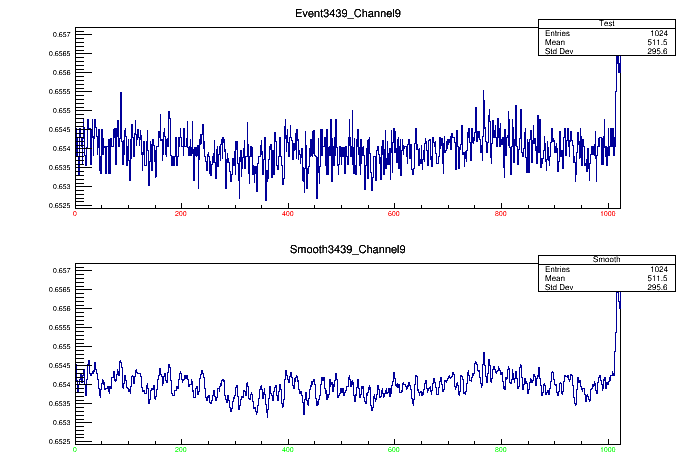 Event3439_Channel9
Test
Entries 1024
Mean 511.5
Std Dev 295.6
0.657
0.6565
0.656
0.6555
0.655
0.6545
0.654
0.6535
0.653
0.6525
0 200 400 600 800 1000
Smooth3439_Channel9
Smooth
Entries 1024
Mean 511.5
Std Dev 295.6
0.657
0.6565
0.656
0.6555
0.655
0.6545
0.654
0.6535
0.653
0.6525
0 200 400 600 800 1000